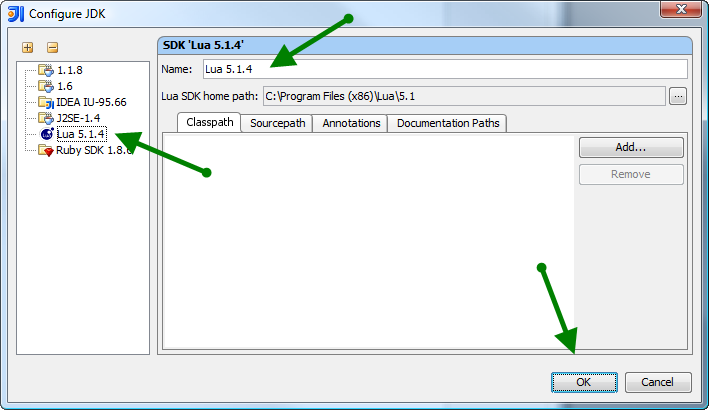 Configure JDK
1.1.8
1.6
IDEA IU-95.66
J2SE-1.4
Lua 5.1.4
Ruby SDK 1.8.6
SDK 'Lua 5.1.4'
Name: Lua 5.1.4
Lua SDK home path: C:\Program Files (x86)\Lua\5.1 ...
Classpath Sourcepath Annotations Documentation Paths
Add...
Remove
OK Cancel